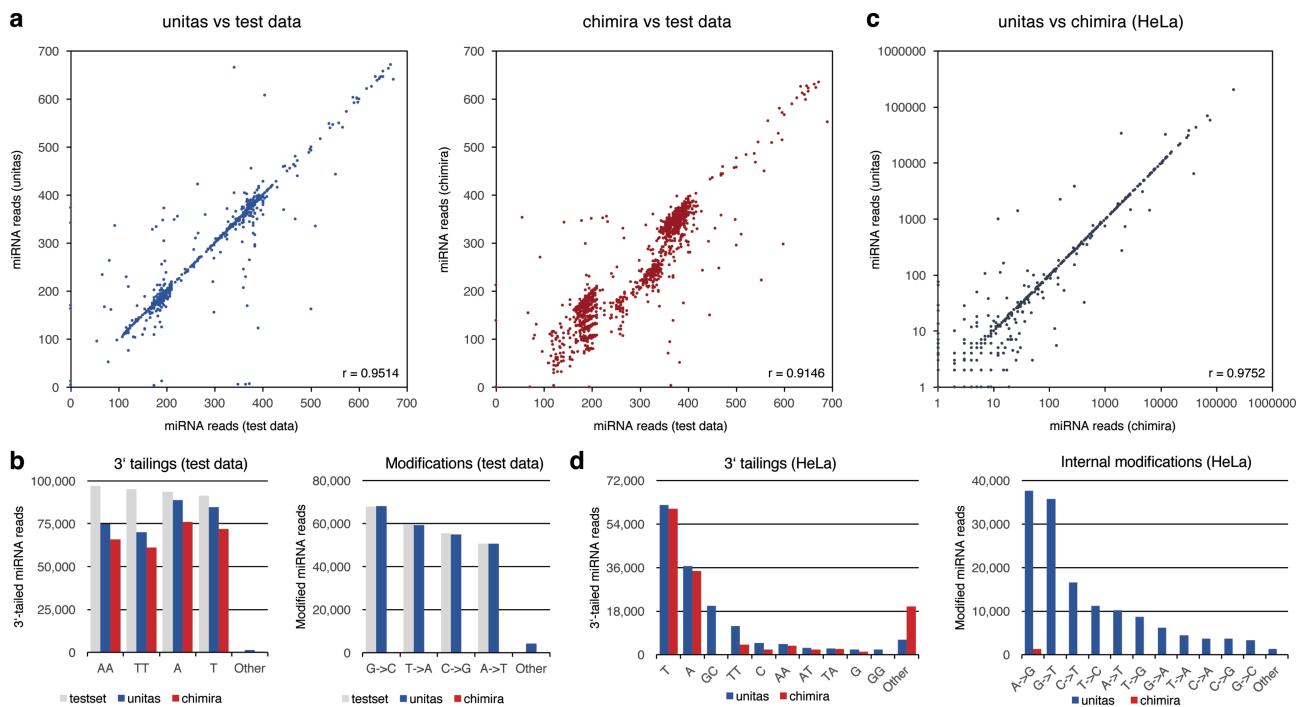 a
unitas vs test data
700
600
500
400
300
200
100
0
0 100 200 300 400 500 600 700
miRNA reads (unitas)
miRNA reads (test data)
r = 0.9514
chimira vs test data
700
600
500
400
300
200
100
0
0 100 200 300 400 500 600 700
miRNA reads (chimira)
miRNA reads (test data)
r = 0.9146
c
unitas vs chimira (HeLa)
1000000
100000
10000
1000
100
10
1
1 10 100 1000 10000 100000 1000000
miRNA reads (unitas)
miRNA reads (chimira)
r = 0.9752
b
3‘ tailings (test data)
100,000
75,000
50,000
25,000
0
3‘-tailed miRNA reads
AA TT A T Other
testset unitas chimira
Modifications (test data)
80,000
60,000
40,000
20,000
0
Modified miRNA reads
G->C T->A C->G A->T Other
testset unitas chimira
d
3‘ tailings (HeLa)
72,000
54,000
36,000
18,000
0
3‘-tailed miRNA reads
T A GC TT C AA AT TA G GG Other
unitas chimira
Internal modifications (HeLa)
40,000
30,000
20,000
10,000
0
Modified miRNA reads
A->G G->T C->T T->C A->T T->G G->A T->A C->A C->G G->C Other
unitas chimira